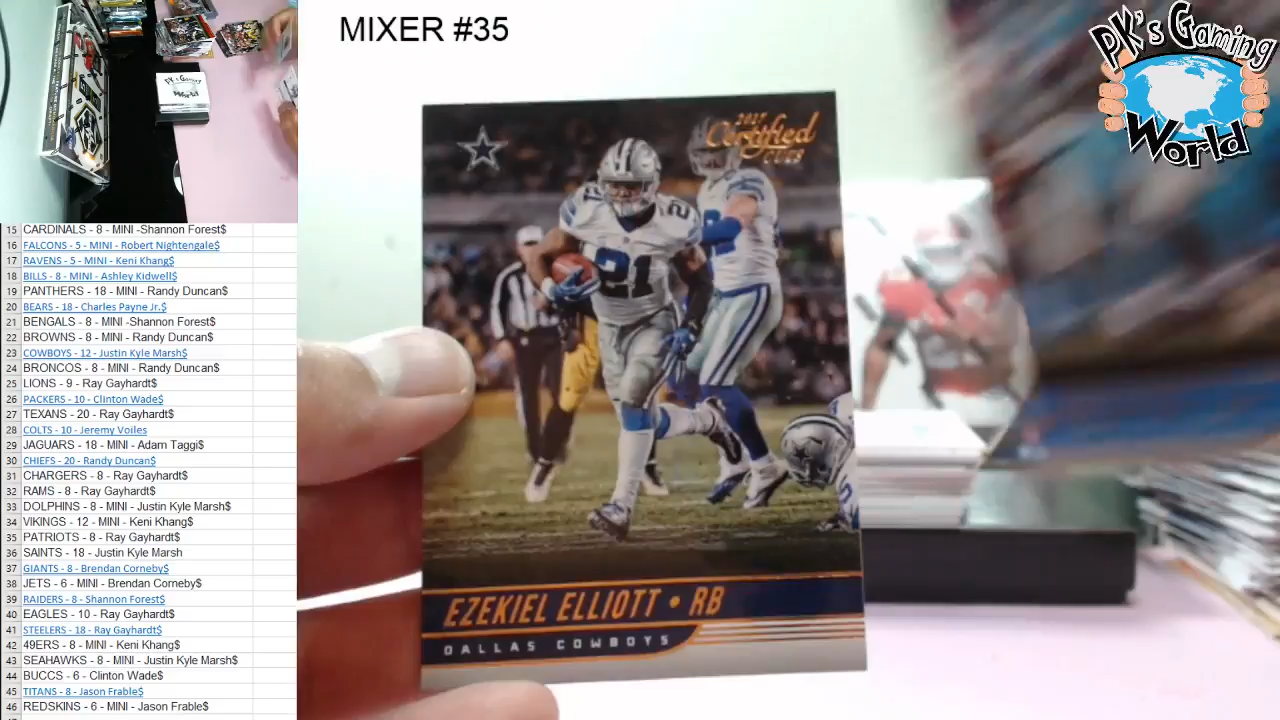 MIXER #35
PK's Gaming
World
PK's Gaming
World
2017
Certified
CUTS
21
21
EZEKIEL ELLIOTT • RB
DALLAS COWBOYS
15 CARDINALS - 8 - MINI -Shannon Forest$
16 FALCONS - 5 - MINI - Robert Nightengale$
17 RAVENS - 5 - MINI - Keni Khang$
18 BILLS - 8 - MINI - Ashley Kidwell$
19 PANTHERS - 18 - MINI - Randy Duncan$
20 BEARS - 18 - Charles Payne Jr.$
21 BENGALS - 8 - MINI -Shannon Forest$
22 BROWNS - 8 - MINI - Randy Duncan$
23 COWBOYS - 12 - Justin Kyle Marsh$
24 BRONCOS - 8 - MINI - Randy Duncan$
25 LIONS - 9 - Ray Gayhardt$
26 PACKERS - 10 - Clinton Wade$
27 TEXANS - 20 - Ray Gayhardt$
28 COLTS - 10 - Jeremy Voiles
29 JAGUARS - 18 - MINI - Adam Taggi$
30 CHIEFS - 20 - Randy Duncan$
31 CHARGERS - 8 - Ray Gayhardt$
32 RAMS - 8 - Ray Gayhardt$
33 DOLPHINS - 8 - MINI - Justin Kyle Marsh$
34 VIKINGS - 12 - MINI - Keni Khang$
35 PATRIOTS - 8 - Ray Gayhardt$
36 SAINTS - 18 - Justin Kyle Marsh
37 GIANTS - 8 - Brendan Corneby$
38 JETS - 6 - MINI - Brendan Corneby$
39 RAIDERS - 8 - Shannon Forest$
40 EAGLES - 10 - Ray Gayhardt$
41 STEELERS - 18 - Ray Gayhardt$
42 49ERS - 8 - MINI - Keni Khang$
43 SEAHAWKS - 8 - MINI - Justin Kyle Marsh$
44 BUCCS - 6 - Clinton Wade$
45 TITANS - 8 - Jason Frable$
46 REDSKINS - 6 - MINI - Jason Frable$